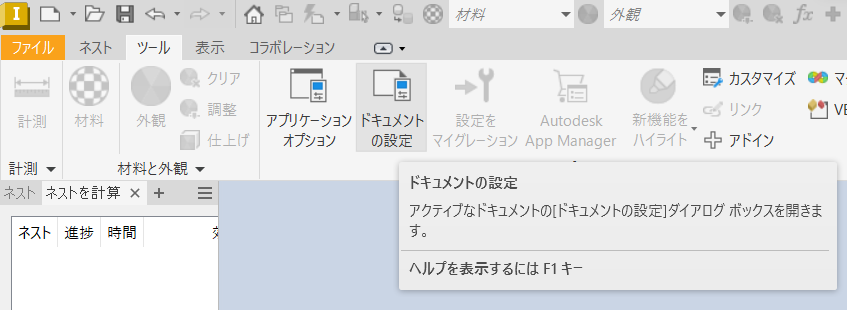 I
材料
外観
fx
ファイル
ネスト
ツール
表示
コラボレーション
計測
材料
外観
クリア
調整
仕上げ
アプリケーション
オプション
ドキュメント
の設定
設定を
マイグレーション
Autodesk
App Manager
新機能を
ハイライト
カスタマイズ
リンク
アドイン
マ
VE
計測
材料と外観
ネスト
ネストを計算
ネスト
進捗
時間
ドキュメントの設定
アクティブなドキュメントの[ドキュメントの設定]ダイアログ ボックスを開きま
す。
ヘルプを表示するには F1 キー